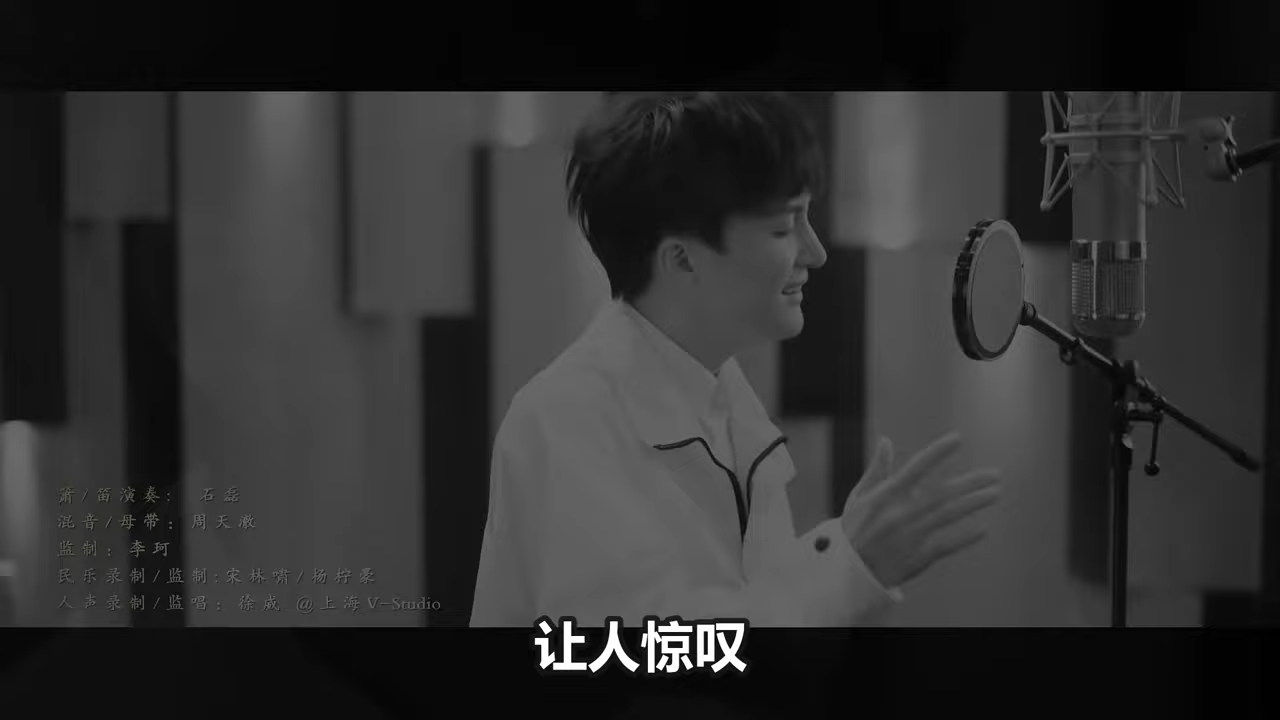 箫/笛演奏： 石磊
混音/母带：周天澈
监制：李珂
民乐录制/监制:宋林啸/杨柠豪
人声录制/监唱：徐威 @上海V-Studio
让人惊叹